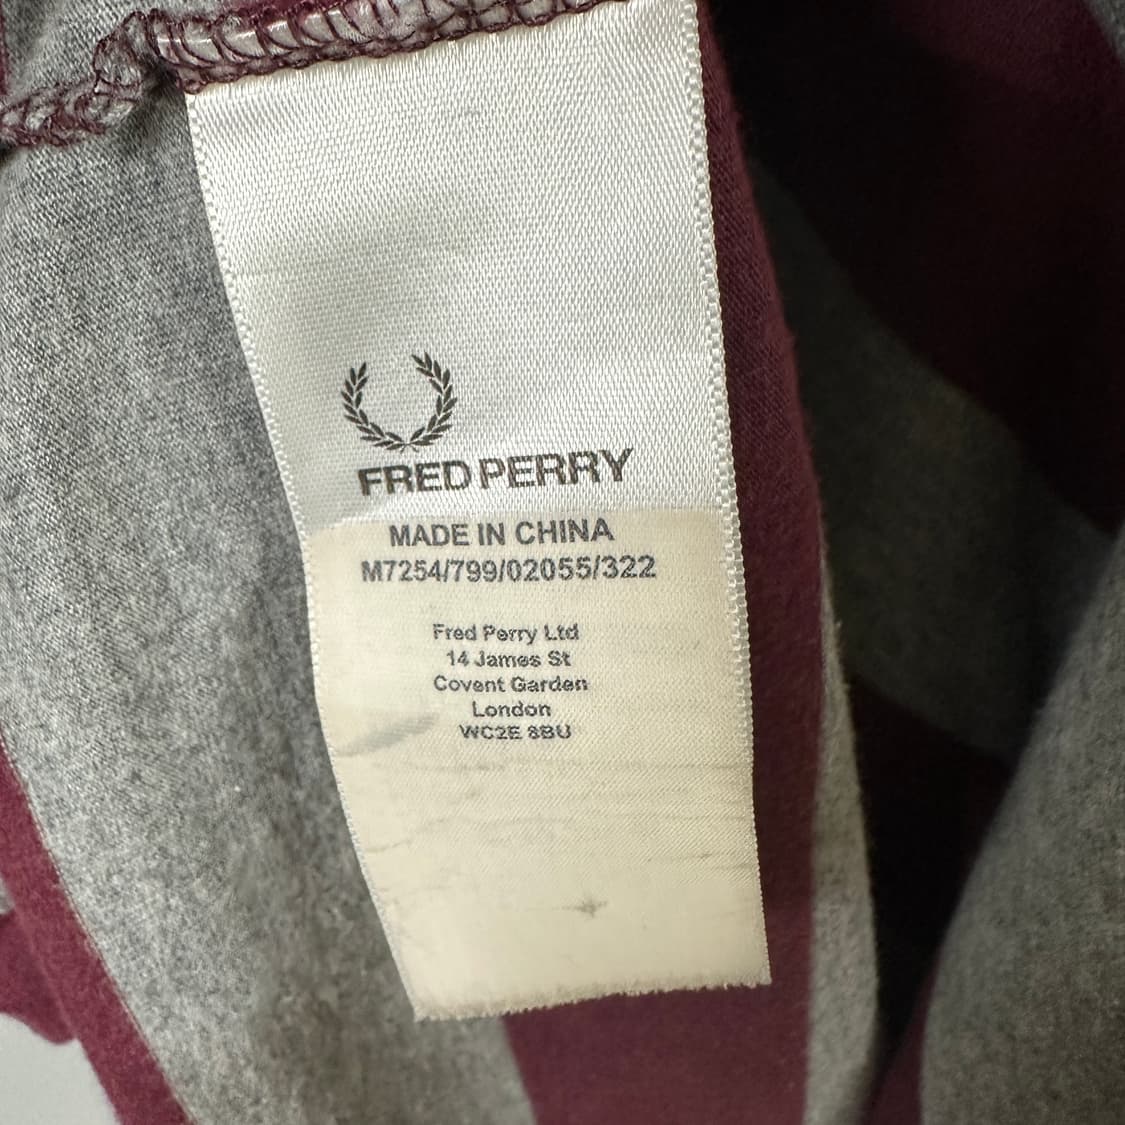 FRED PERRY
MADE IN CHINA
M7254/799/02055/322
Fred Perry Ltd
14 James St
Covent Garden
London
WC2E 8BU